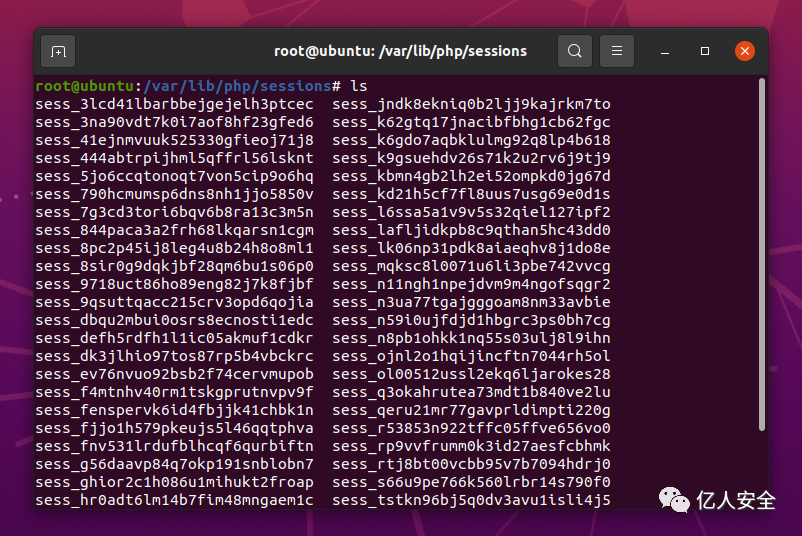 root@ubuntu: /var/lib/php/sessions
root@ubuntu:/var/lib/php/sessions# ls
sess_3lcd41lbarbbejgejelh3ptcec sess_jndk8ekniq0b2ljj9kajrkm7to
sess_3na90vdt7k0i7aof8hf23gfed6 sess_k62gtq17jnacibfbhg1cb62fgc
sess_41ejnmvuuk525330gfieoj71j8 sess_k6gdo7aqbklulmg92q8lp4b618
sess_444abtrpijhml5qffrl56lsknt sess_k9gsuehdv26s71k2u2rv6j9tj9
sess_5jo6ccqtonoqt7von5cip9o6hq sess_kbmn4gb2lh2ei52ompkd0jg67d
sess_790hcmumsp6dns8nh1jjo5850v sess_kd21h5cf7fl8uus7usg69e0d1s
sess_7g3cd3tori6bqv6b8ra13c3m5n sess_l6ssa5a1v9v5s32qiel127ipf2
sess_844paca3a2frh68lkqarsn1cgm sess_lafljidkpb8c9qthan5hc43dd0
sess_8pc2p45ij8leg4u8b24h8o8ml1 sess_lk06np31pdk8aiaeqhv8j1do8e
sess_8sir0g9dqkjbf28qm6bu1s06p0 sess_mqksc8l0071u6li3pbe742vvcg
sess_9718uct86ho89eng82j7k8fjbf sess_n11ngh1npejdvm9m4ngofsqgr2
sess_9qsuttqacc215crv3opd6qojia sess_n3ua77tgajgggoam8nm33avbie
sess_dbqu2mbui0osrs8ecnosti1edc sess_n59i0ujfdjd1hbgrc3ps0bh7cg
sess_defh5rdfh1l1ic05akmuf1cdkr sess_n8pb1ohkk1nq55s03ulj8l9ihn
sess_dk3jlhio97tos87rp5b4vbckrc sess_ojnl2o1hqijincftn7044rh5ol
sess_ev76nvuo92bsb2f74cervmupob sess_ol00512ussl2ekq6ljarokes28
sess_f4mtnhv40rm1tskgprutnvpv9f sess_q3okahrutea73mdt1b840ve2lu
sess_fenspervk6id4fbjjk41chbk1n sess_qeru21mr77gavprldimpti220g
sess_fjjo1h579pkeujs5l46qqtphva sess_r53853n922tffc05ffve656vo0
sess_fnv531lrdufblhcqf6qurbiftn sess_rp9vvfrumm0k3id27aesfcbhmk
sess_g56daavp84q7okp191snblobn7 sess_rtj8bt00vcbb95v7b7094hdrj0
sess_ghior2c1h086u1mihukt2froap sess_s66u9pe766k560lrbr14s790f0
sess_hr0adt6lm14b7fim48mngaem1c sess_tstkn96bj5q0dv3avu1isli4j5
亿人安全